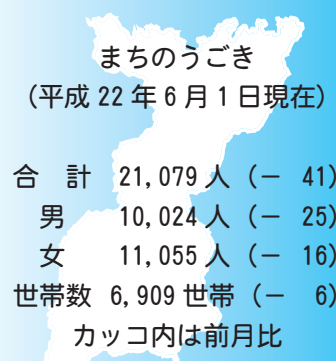 まちのうごき
(平成 22 年 6 月 1 日現在)
合　計　21,079 人（－　41）
男　10,024 人（－　25）
女　11,055 人（－　16）
世帯数 6,909 世帯（－　6）
カッコ内は前月比